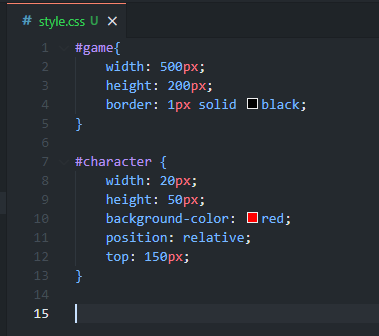 # style.css U ×
1 #game{
2 width: 500px;
3 height: 200px;
4 border: 1px solid black;
5 }
6
7 #character {
8 width: 20px;
9 height: 50px;
10 background-color: red;
11 position: relative;
12 top: 150px;
13 }
14
15